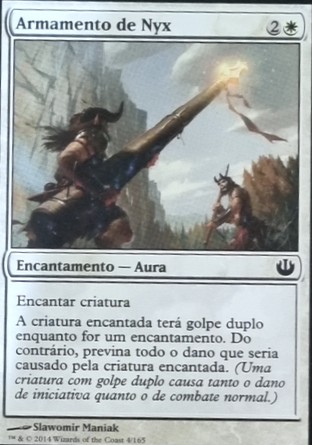 Armamento de Nyx 2
Encantamento — Aura
Encantar criatura
A criatura encantada terá golpe duplo
enquanto for um encantamento. Do
contrário, previna todo o dano que seria
causado pela criatura encantada. (Uma
criatura com golpe duplo causa tanto o dano
de iniciativa quanto o de combate normal.)
Slawomir Maniak
™ & © 2014 Wizards of the Coast 4/165